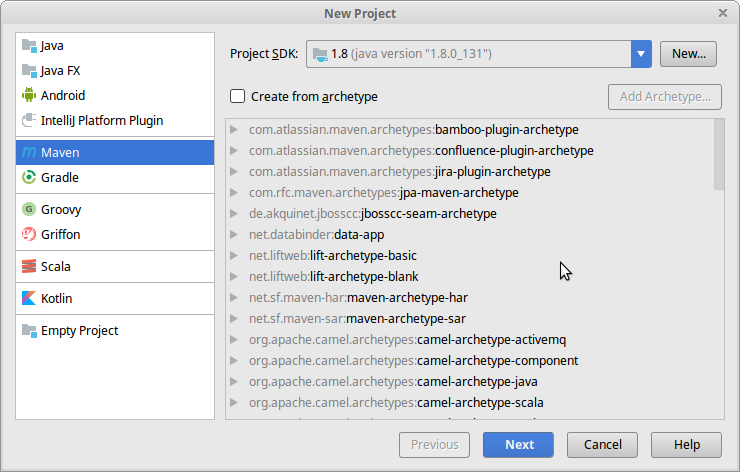 New Project
Java
Java FX
Android
IntelliJ Platform Plugin
Maven
Gradle
Groovy
Griffon
Scala
Kotlin
Empty Project
Project SDK: 1.8 (java version "1.8.0_131") New...
Create from archetype Add Archetype...
com.atlassian.maven.archetypes:bamboo-plugin-archetype
com.atlassian.maven.archetypes:confluence-plugin-archetype
com.atlassian.maven.archetypes:jira-plugin-archetype
com.rfc.maven.archetypes:jpa-maven-archetype
de.akquinet.jbosscc:jbosscc-seam-archetype
net.databinder:data-app
net.liftweb:lift-archetype-basic
net.liftweb:lift-archetype-blank
net.sf.maven-har:maven-archetype-har
net.sf.maven-sar:maven-archetype-sar
org.apache.camel.archetypes:camel-archetype-activemq
org.apache.camel.archetypes:camel-archetype-component
org.apache.camel.archetypes:camel-archetype-java
org.apache.camel.archetypes:camel-archetype-scala
Previous Next Cancel Help